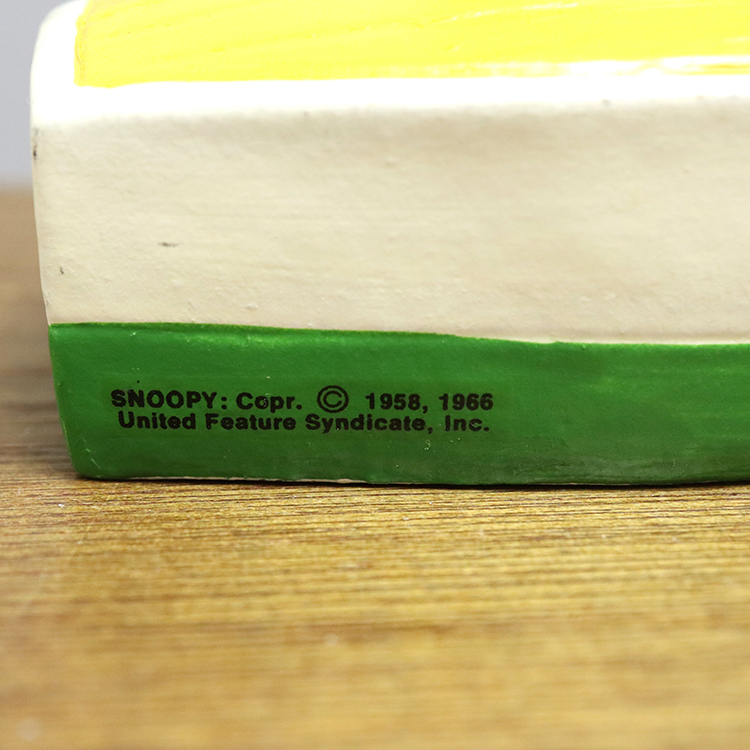 SNOOPY: Copr. © 1958, 1966
United Feature Syndicate, Inc.